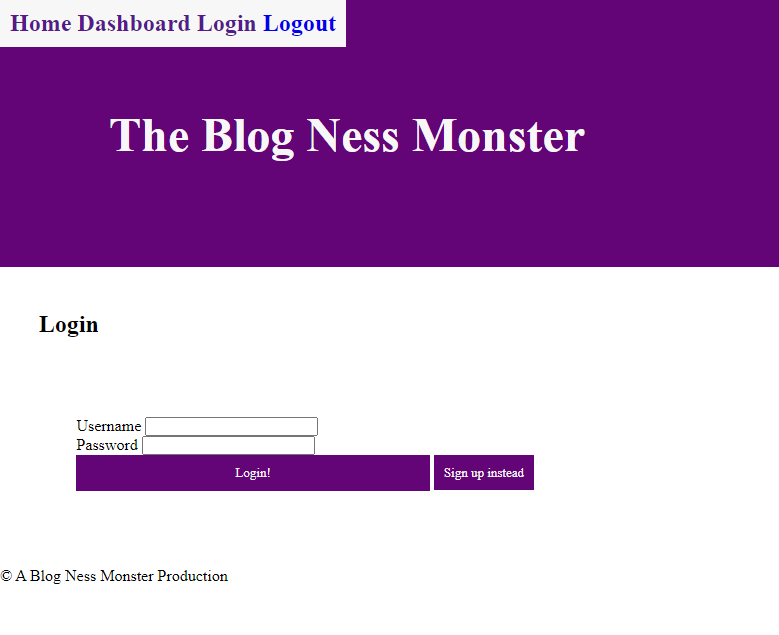 Home Dashboard Login Logout
The Blog Ness Monster
Login
Username
Password
Login! Sign up instead
© A Blog Ness Monster Production